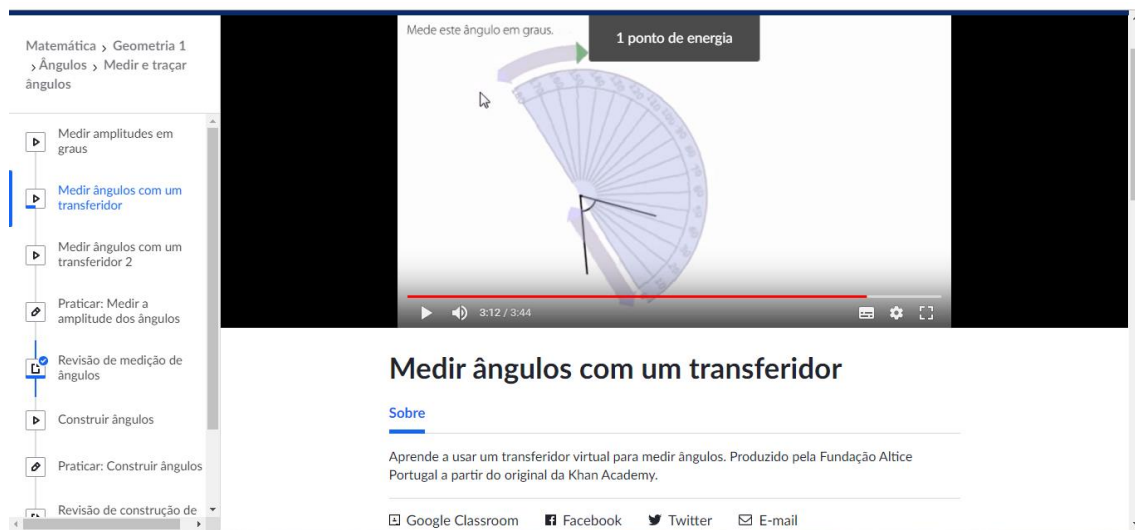 Matemática > Geometria 1
> Ângulos > Medir e traçar
ângulos
Medir amplitudes em
graus
Medir ângulos com um
transferidor
Medir ângulos com um
transferidor 2
Praticar: Medir a
amplitude dos ângulos
Revisão de medição de
ângulos
Construir ângulos
Praticar: Construir ângulos
Revisão de construção de
Mede este ângulo em graus.
1 ponto de energia
3:12 / 3:44
Medir ângulos com um transferidor
Sobre
Aprende a usar um transferidor virtual para medir ângulos. Produzido pela Fundação Altice
Portugal a partir do original da Khan Academy.
Google Classroom Facebook Twitter E-mail